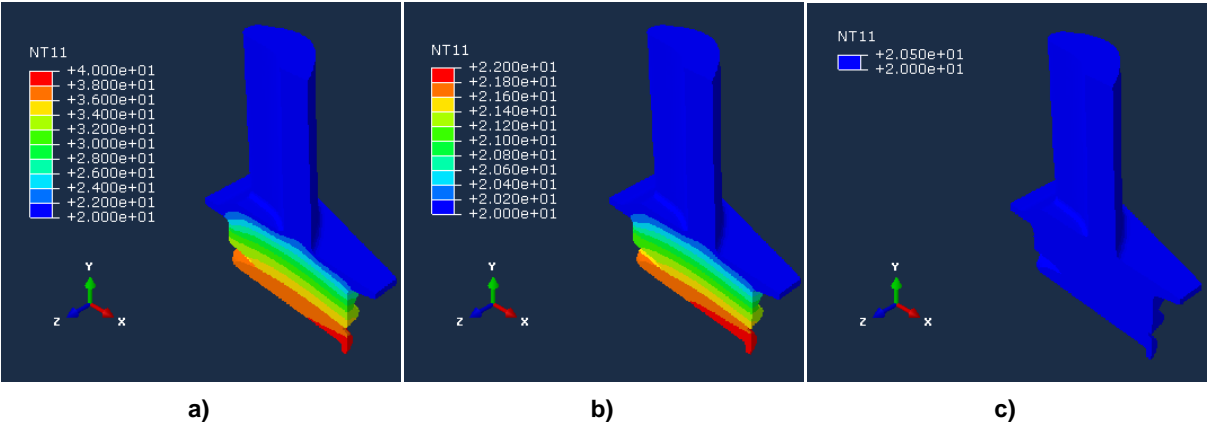 NT11
+4.000e+01
+3.800e+01
+3.600e+01
+3.400e+01
+3.200e+01
+3.000e+01
+2.800e+01
+2.600e+01
+2.400e+01
+2.200e+01
+2.000e+01
Y
Z
X
a)
NT11
+2.200e+01
+2.180e+01
+2.160e+01
+2.140e+01
+2.120e+01
+2.100e+01
+2.080e+01
+2.060e+01
+2.040e+01
+2.020e+01
+2.000e+01
Y
Z
X
b)
NT11
+2.050e+01
+2.000e+01
Y
Z
X
c)